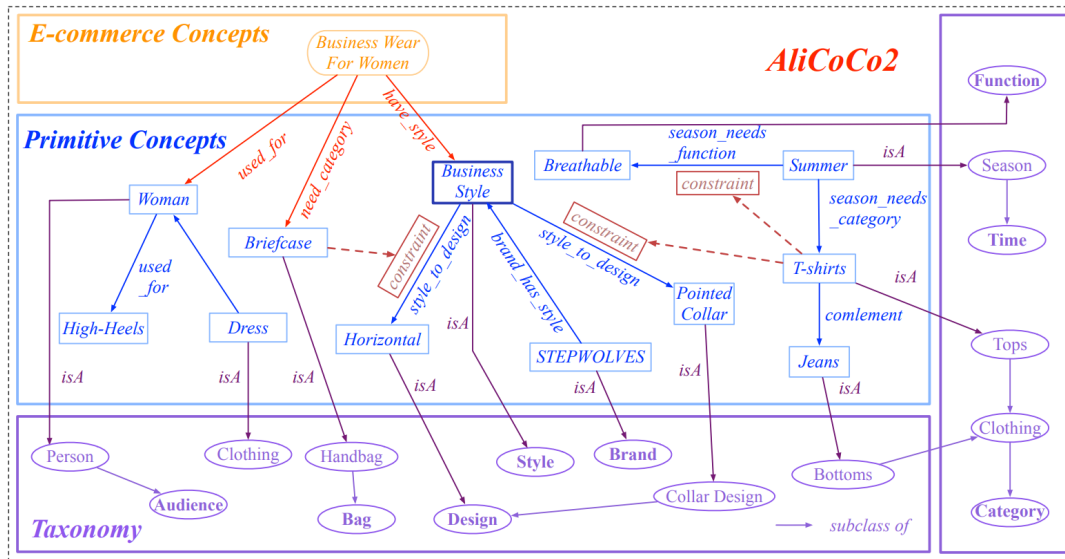 E-commerce Concepts
Business Wear
For Women
AliCoCo2
Function
used_for
need_category
have_style
Primitive Concepts
season_needs
_function
Breathable
Summer
isA
Season
Business
Style
constraint
season_needs
_category
Woman
Briefcase
constraint
style_to_design
brand_has_style
constraint
style_to_design
Time
T-shirts
isA
used
_for
Pointed
Collar
High-Heels
Dress
Horizontal
isA
comlement
STEPWOLVES
Jeans
Tops
isA
isA
isA
isA
isA
isA
Person
Clothing
Handbag
Style
Brand
Bottoms
Clothing
Audience
Bag
Design
Collar Design
Category
Taxonomy
subclass of